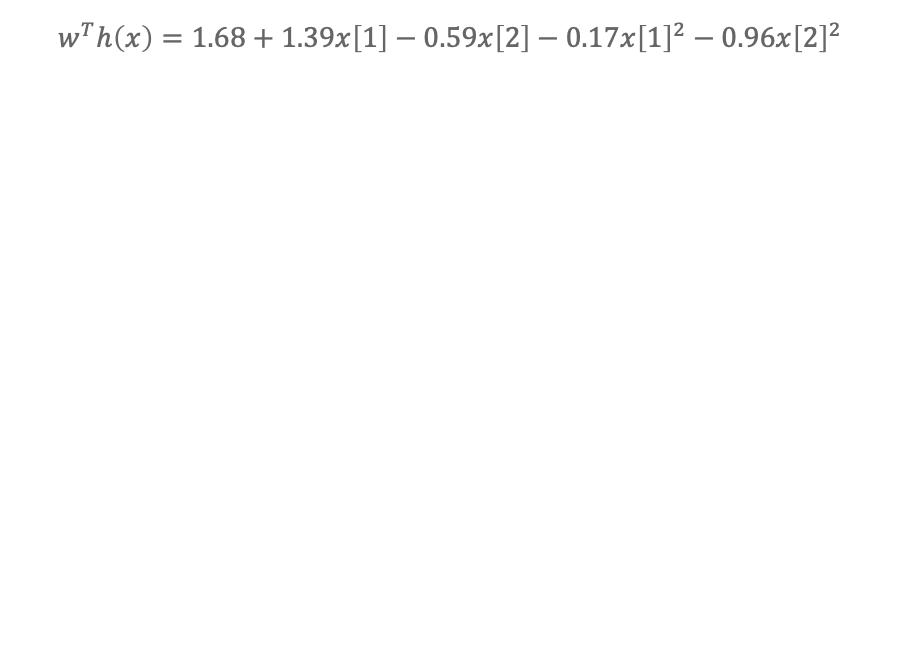 wᵀh(x) = 1.68 + 1.39x[1] − 0.59x[2] − 0.17x[1]² − 0.96x[2]²